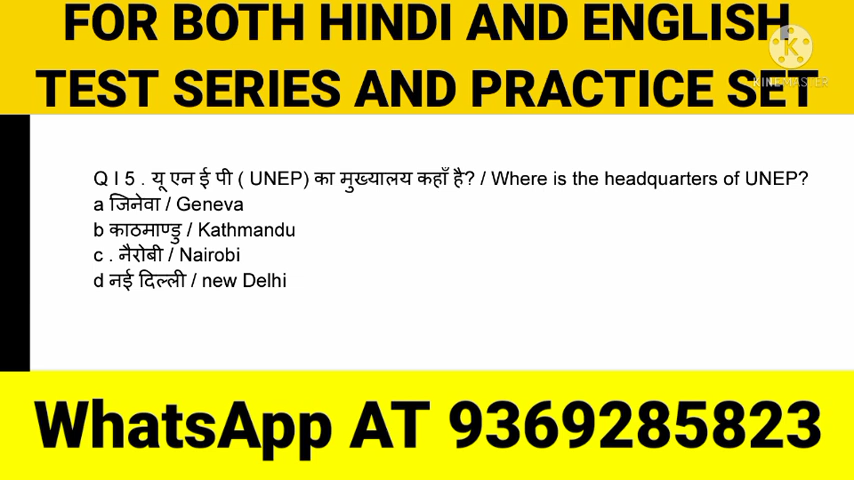 FOR BOTH HINDI AND ENGLISH
TEST SERIES AND PRACTICE SET
K
KINEMASTER
Q I 5 . यू एन ई पी ( UNEP) का मुख्यालय कहाँ है? / Where is the headquarters of UNEP?
a जिनेवा / Geneva
b काठमाण्डु / Kathmandu
c . नैरोबी / Nairobi
d नई दिल्ली / new Delhi
WhatsApp AT 9369285823